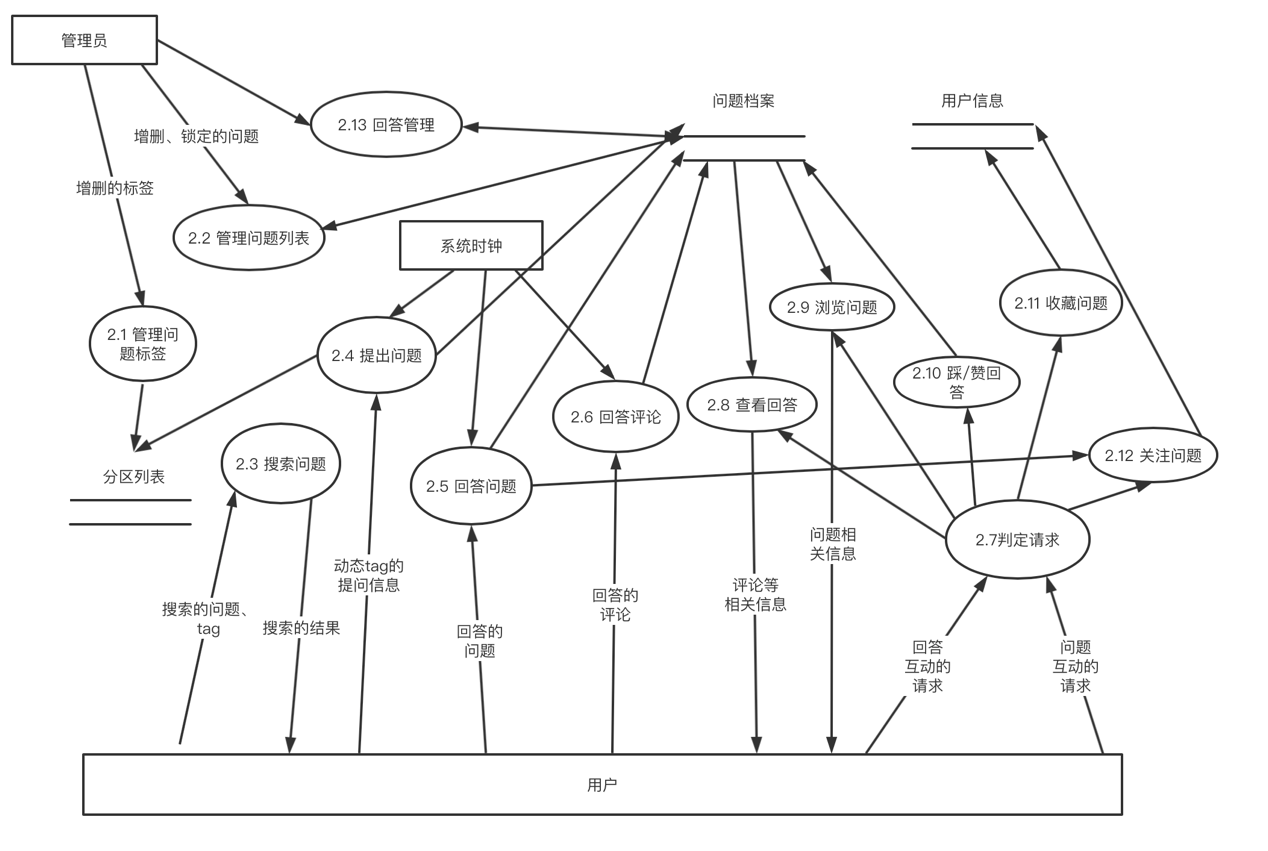 管理员
问题档案
用户信息
2.13 回答管理
增删、锁定的问题
增删的标签
2.2 管理问题列表
系统时钟
2.11 收藏问题
2.9 浏览问题
2.1 管理问
题标签
2.4 提出问题
2.10 踩/赞回
答
2.8 查看回答
2.6 回答评论
2.12 关注问题
2.3 搜索问题
分区列表
2.5 回答问题
2.7判定请求
问题相
关信息
动态tag的
提问信息
评论等
相关信息
回答的
评论
搜索的问题、
tag
搜索的结果
回答的
问题
回答
互动的
请求
问题
互动的
请求
用户